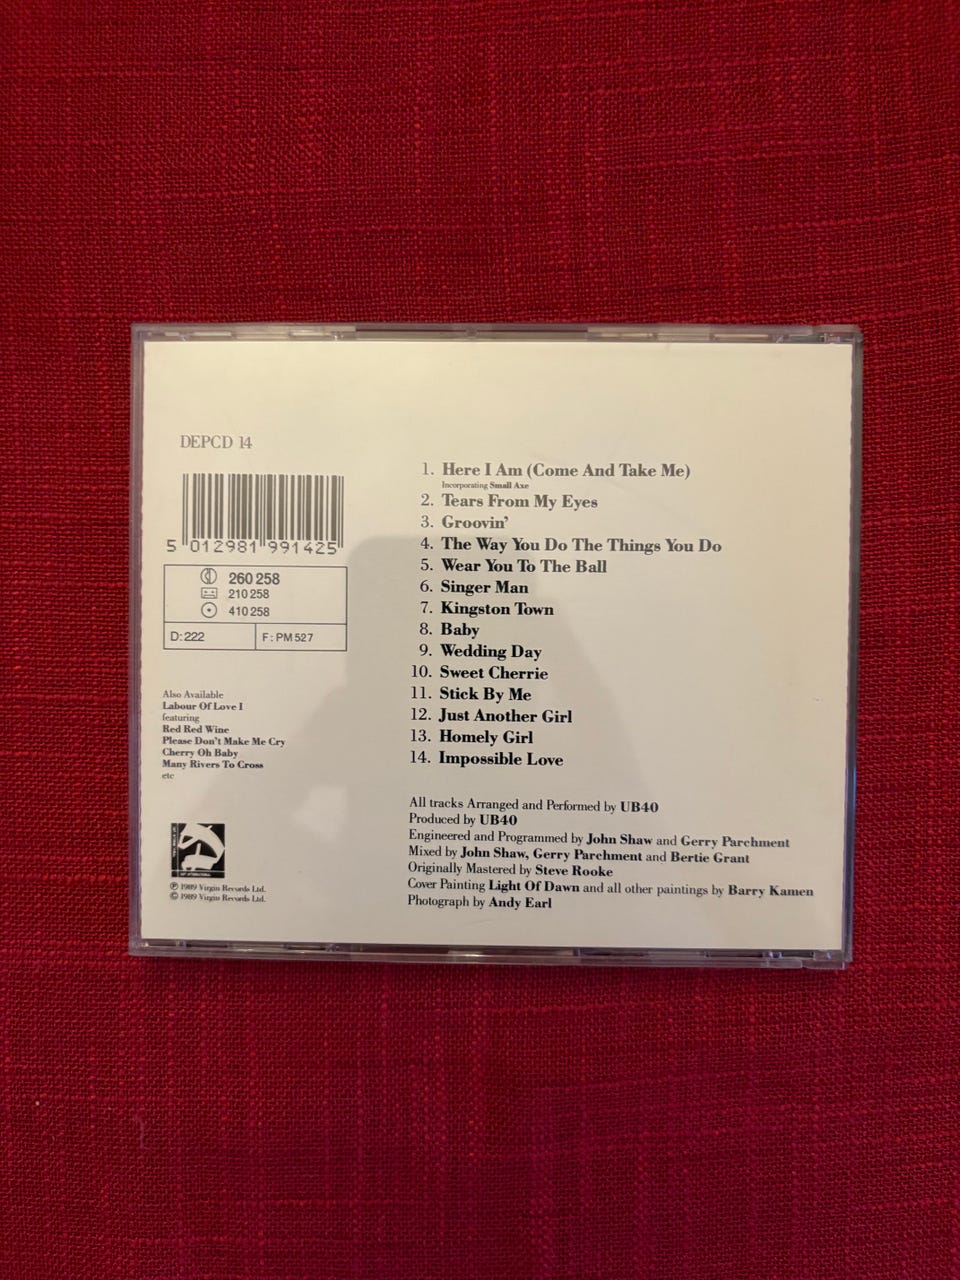 DEPCD 14
5 012981 991425
260 258
210 258
410 258
D: 222
F: PM 527
Also Available
Labour Of Love I
featuring
Red Red Wine
Please Don't Make Me Cry
Cherry Oh Baby
Many Rivers To Cross
etc
℗ 1989 Virgin Records Ltd.
© 1989 Virgin Records Ltd.
1. Here I Am (Come And Take Me)
Incorporating Small Axe
2. Tears From My Eyes
3. Groovin'
4. The Way You Do The Things You Do
5. Wear You To The Ball
6. Singer Man
7. Kingston Town
8. Baby
9. Wedding Day
10. Sweet Cherrie
11. Stick By Me
12. Just Another Girl
13. Homely Girl
14. Impossible Love
All tracks Arranged and Performed by UB40
Produced by UB40
Engineered and Programmed by John Shaw and Gerry Parchment
Mixed by John Shaw, Gerry Parchment and Bertie Grant
Originally Mastered by Steve Rooke
Cover Painting Light Of Dawn and all other paintings by Barry Kamen
Photograph by Andy Earl